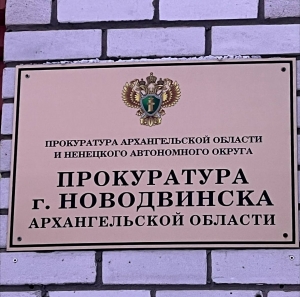 ПРОКУРАТУРА АРХАНГЕЛЬСКОЙ ОБЛАСТИ
И НЕНЕЦКОГО АВТОНОМНОГО ОКРУГА
ПРОКУРАТУРА
г. НОВОДВИНСКА
АРХАНГЕЛЬСКОЙ ОБЛАСТИ